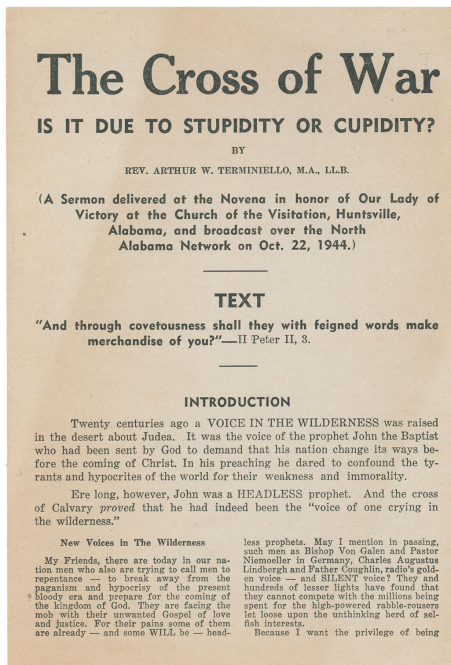 The Cross of War
IS IT DUE TO STUPIDITY OR CUPIDITY?
BY
REV. ARTHUR W. TERMINIELLO, M.A., LL.B.
(A Sermon delivered at the Novena in honor of Our Lady of
Victory at the Church of the Visitation, Huntsville,
Alabama, and broadcast over the North
Alabama Network on Oct. 22, 1944.)
TEXT
"And through covetousness shall they with feigned words make
merchandise of you?"—II Peter II, 3.
INTRODUCTION
Twenty centuries ago a VOICE IN THE WILDERNESS was raised
in the desert about Judea. It was the voice of the prophet John the Baptist
who had been sent by God to demand that his nation change its ways be-
fore the coming of Christ. In his preaching he dared to confound the ty-
rants and hypocrites of the world for their weakness and immorality.
Ere long, however, John was a HEADLESS prophet. And the cross
of Calvary proved that he had indeed been the "voice of one crying in
the wilderness."
New Voices in The Wilderness
My Friends, there are today in our na-
tion men who also are trying to call men to
repentance — to break away from the
paganism and hypocrisy of the present
bloody era and prepare for the coming of
the kingdom of God. They are facing the
mob with their unwanted Gospel of love
and justice. For their pains some of them
are already — and some WILL be — head-
less prophets. May I mention in passing,
such men as Bishop Von Galen and Pastor
Niemoeller in Germany, Charles Augustus
Lindbergh and Father Coughlin, radio's gold-
en voice — and SILENT voice? They and
hundreds of lesser lights have found that
they cannot compete with the millions being
spent for the high-powered rabble-rousers
let loose upon the unthinking herd of sel-
fish interests.
Because I want the privilege of being